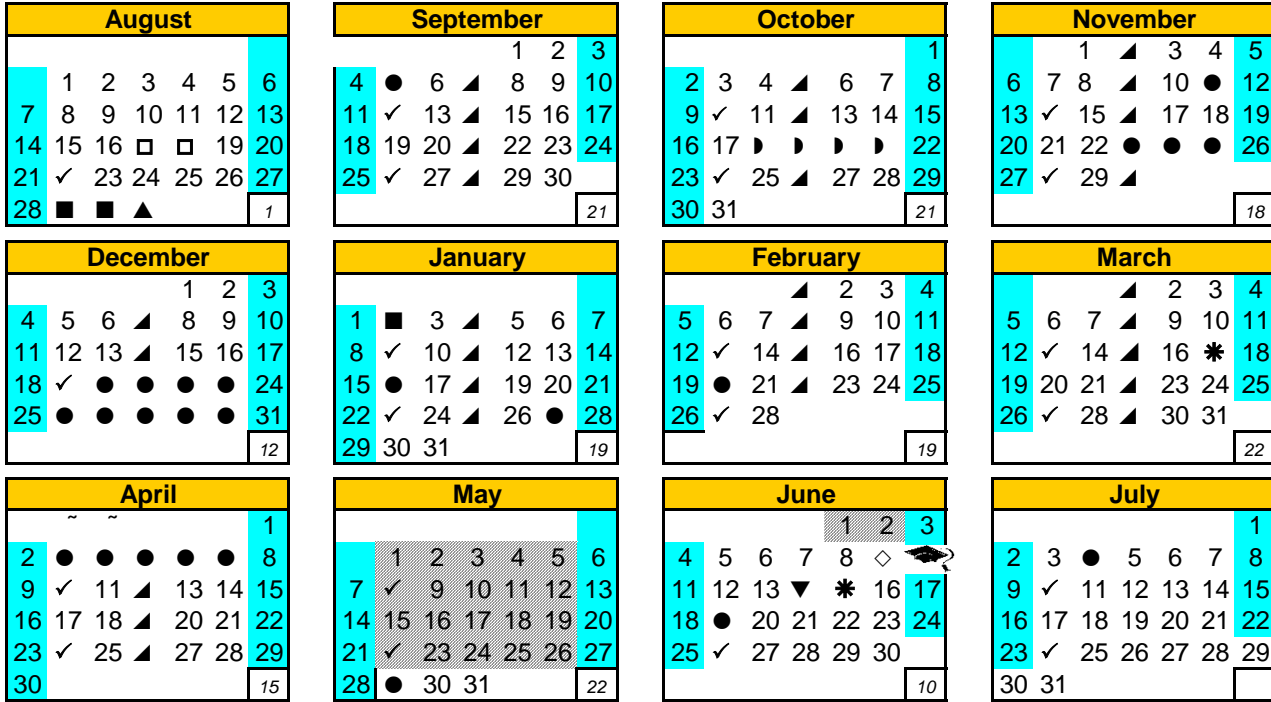 August
1 2 3 4 5 6
7 8 9 10 11 12 13
14 15 16 □ □ 19 20
21 ✓ 23 24 25 26 27
28 ■ ■ ▲ 1
September
1 2 3
4 ● 6 ◢ 8 9 10
11 ✓ 13 ◢ 15 16 17
18 19 20 ◢ 22 23 24
25 ✓ 27 ◢ 29 30
21
October
1
2 3 4 ◢ 6 7 8
9 ✓ 11 ◢ 13 14 15
16 17 ◗ ◗ ◗ ◗ 22
23 ✓ 25 ◢ 27 28 29
30 31 21
November
1 ◢ 3 4 5
6 7 8 ◢ 10 ● 12
13 ✓ 15 ◢ 17 18 19
20 21 22 ● ● ● 26
27 ✓ 29 ◢
18
December
1 2 3
4 5 6 ◢ 8 9 10
11 12 13 ◢ 15 16 17
18 ✓ ● ● ● ● 24
25 ● ● ● ● ● 31
12
January
1 ■ 3 ◢ 5 6 7
8 ✓ 10 ◢ 12 13 14
15 ● 17 ◢ 19 20 21
22 ✓ 24 ◢ 26 ● 28
29 30 31 19
February
◢ 2 3 4
5 6 7 ◢ 9 10 11
12 ✓ 14 ◢ 16 17 18
19 ● 21 ◢ 23 24 25
26 ✓ 28
19
March
◢ 2 3 4
5 6 7 ◢ 9 10 11
12 ✓ 14 ◢ 16 ✱ 18
19 20 21 ◢ 23 24 25
26 ✓ 28 ◢ 30 31
22
April
~ ~ 1
2 ● ● ● ● ● 8
9 ✓ 11 ◢ 13 14 15
16 17 18 ◢ 20 21 22
23 ✓ 25 ◢ 27 28 29
30 15
May
1 2 3 4 5 6
7 ✓ 9 10 11 12 13
14 15 16 17 18 19 20
21 ✓ 23 24 25 26 27
28 ● 30 31 22
June
1 2 3
4 5 6 7 8 ◇
11 12 13 ▼ ✱ 16 17
18 ● 20 21 22 23 24
25 ✓ 27 28 29 30
10
July
1
2 3 ● 5 6 7 8
9 ✓ 11 12 13 14 15
16 17 18 19 20 21 22
23 ✓ 25 26 27 28 29
30 31